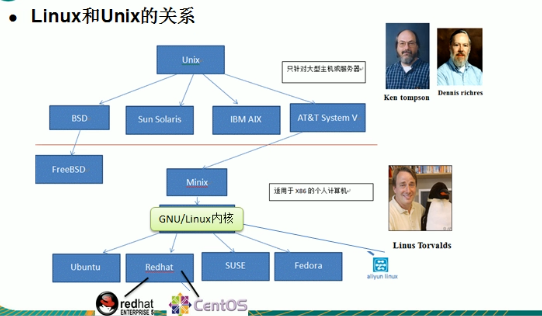 Linux和Unix的关系
Unix
只针对大型主机或服务器
Ken tompson
Dennis richres
BSD
Sun Solaris
IBM AIX
AT&T System V
FreeBSD
Minix
适用于 X86 的个人计算机
GNU/Linux内核
Linus Torvalds
Ubuntu
Redhat
SUSE
Fedora
aliyun linux
redhat
ENTERPRISE
CentOS